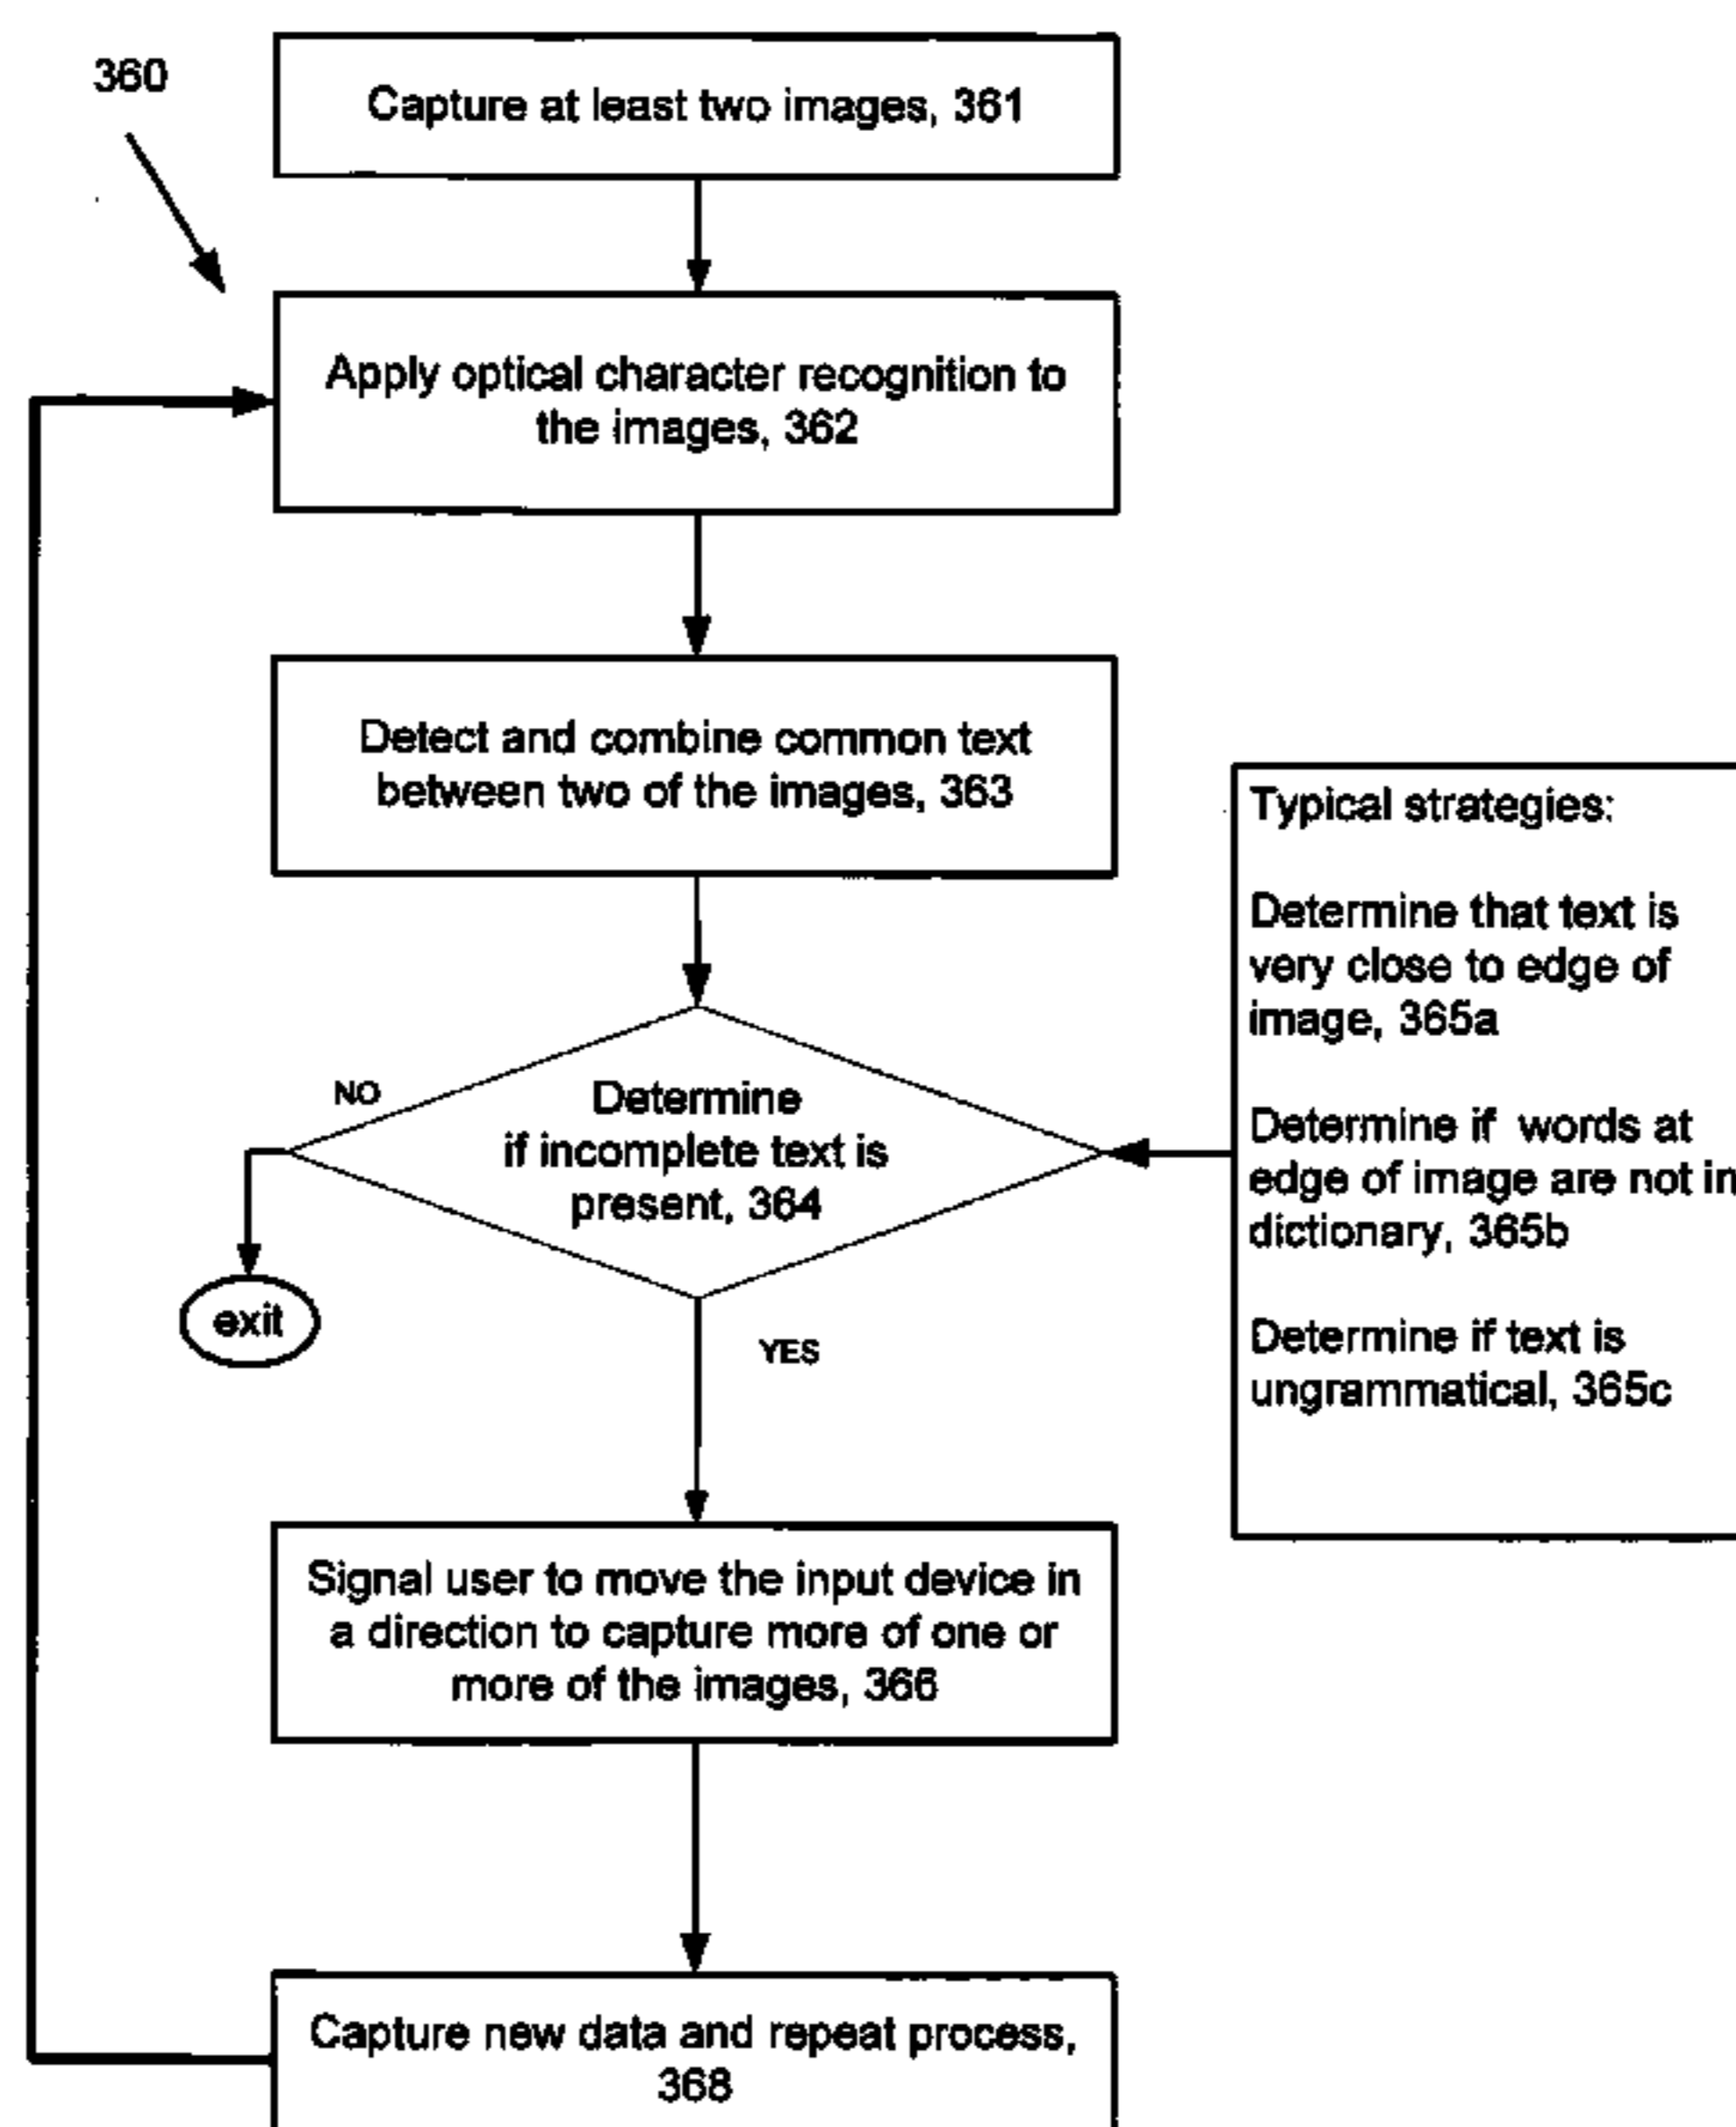 360
Capture at least two images, 361
Apply optical character recognition to
the images, 362
Detect and combine common text
between two of the images, 363
Typical strategies:
Determine that text is
very close to edge of
image, 365a
Determine if words at
edge of image are not in
dictionary, 365b
Determine if text is
ungrammatical, 365c
NO
Determine
if incomplete text is
present, 364
exit
YES
Signal user to move the input device in
a direction to capture more of one or
more of the images, 366
Capture new data and repeat process,
368